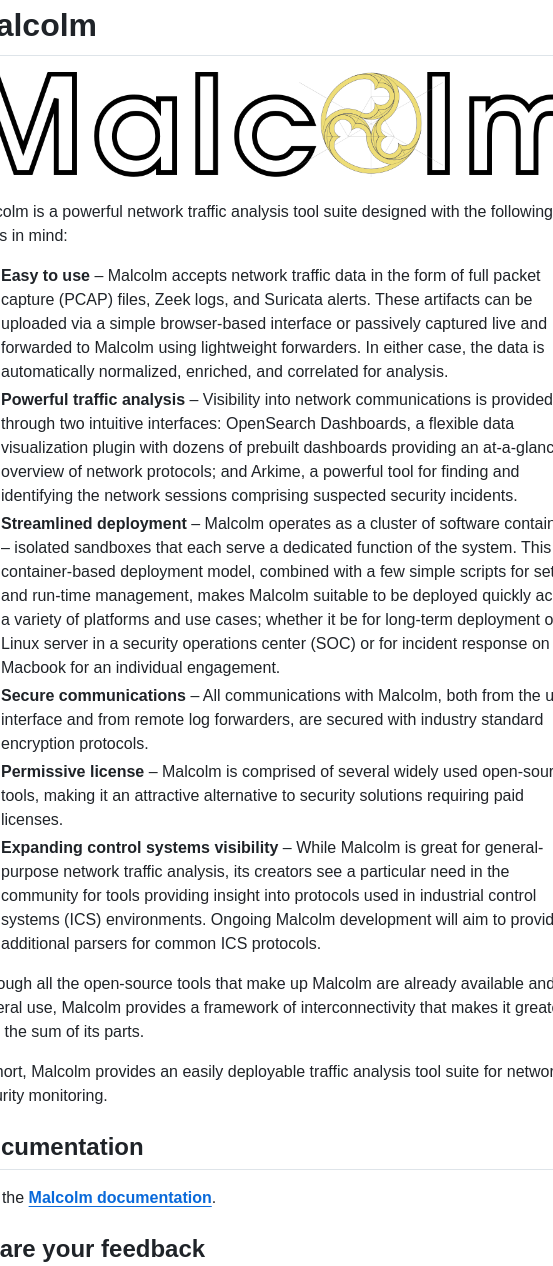 alcolm
Malcolm
colm is a powerful network traffic analysis tool suite designed with the following
s in mind:
Easy to use – Malcolm accepts network traffic data in the form of full packet
capture (PCAP) files, Zeek logs, and Suricata alerts. These artifacts can be
uploaded via a simple browser-based interface or passively captured live and
forwarded to Malcolm using lightweight forwarders. In either case, the data is
automatically normalized, enriched, and correlated for analysis.
Powerful traffic analysis – Visibility into network communications is provided
through two intuitive interfaces: OpenSearch Dashboards, a flexible data
visualization plugin with dozens of prebuilt dashboards providing an at-a-glanc
overview of network protocols; and Arkime, a powerful tool for finding and
identifying the network sessions comprising suspected security incidents.
Streamlined deployment – Malcolm operates as a cluster of software contain
– isolated sandboxes that each serve a dedicated function of the system. This
container-based deployment model, combined with a few simple scripts for set
and run-time management, makes Malcolm suitable to be deployed quickly ac
a variety of platforms and use cases; whether it be for long-term deployment o
Linux server in a security operations center (SOC) or for incident response on
Macbook for an individual engagement.
Secure communications – All communications with Malcolm, both from the u
interface and from remote log forwarders, are secured with industry standard
encryption protocols.
Permissive license – Malcolm is comprised of several widely used open-sour
tools, making it an attractive alternative to security solutions requiring paid
licenses.
Expanding control systems visibility – While Malcolm is great for general-
purpose network traffic analysis, its creators see a particular need in the
community for tools providing insight into protocols used in industrial control
systems (ICS) environments. Ongoing Malcolm development will aim to provid
additional parsers for common ICS protocols.
ough all the open-source tools that make up Malcolm are already available and
eral use, Malcolm provides a framework of interconnectivity that makes it greate
the sum of its parts.
hort, Malcolm provides an easily deployable traffic analysis tool suite for networ
urity monitoring.
cumentation
the Malcolm documentation.
are your feedback